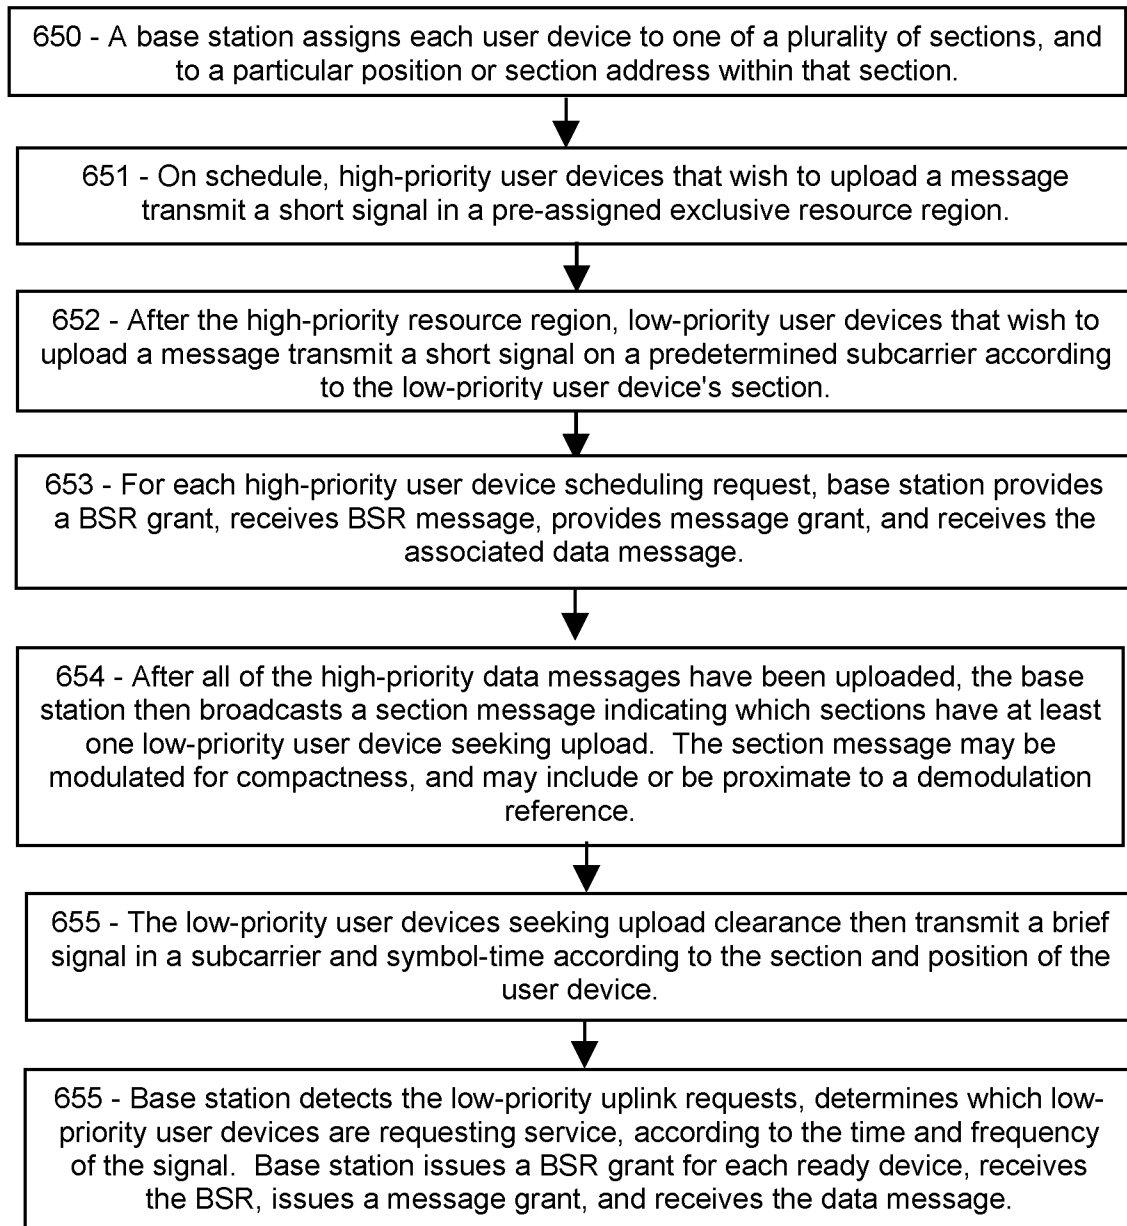 650 - A base station assigns each user device to one of a plurality of sections, and
to a particular position or section address within that section.
651 - On schedule, high-priority user devices that wish to upload a message
transmit a short signal in a pre-assigned exclusive resource region.
652 - After the high-priority resource region, low-priority user devices that wish to
upload a message transmit a short signal on a predetermined subcarrier according
to the low-priority user device's section.
653 - For each high-priority user device scheduling request, base station provides
a BSR grant, receives BSR message, provides message grant, and receives the
associated data message.
654 - After all of the high-priority data messages have been uploaded, the base
station then broadcasts a section message indicating which sections have at least
one low-priority user device seeking upload.  The section message may be
modulated for compactness, and may include or be proximate to a demodulation
reference.
655 - The low-priority user devices seeking upload clearance then transmit a brief
signal in a subcarrier and symbol-time according to the section and position of the
user device.
655 - Base station detects the low-priority uplink requests, determines which low-
priority user devices are requesting service, according to the time and frequency
of the signal.  Base station issues a BSR grant for each ready device, receives
the BSR, issues a message grant, and receives the data message.